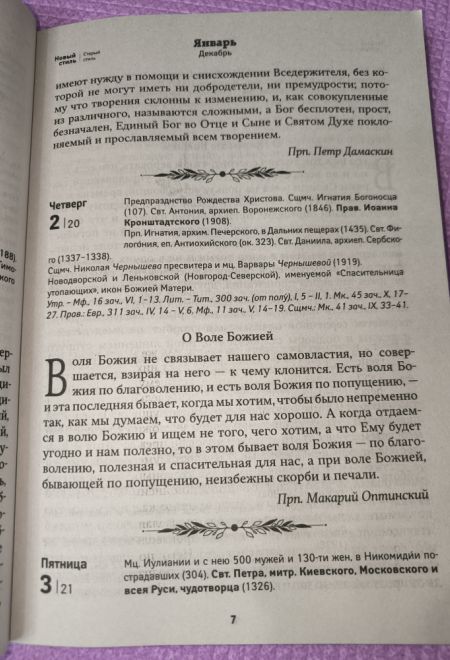 Новый стиль | Старый стиль
Январь
Декабрь
имеют нужду в помощи и снисхождении Вседержителя, без ко-
торой не могут иметь ни добродетели, ни премудрости; пото-
му что творения склонны к изменению, и, как совокупленные
из различного, называются сложными, а Бог бесплотен, прост,
безначален, Единый Бог во Отце и Сыне и Святом Духе покло-
няемый и прославляемый всем творением.
Прп. Петр Дамаскин
Четверг
2|20
Предпразднство Рождества Христова. Сщмч. Игнатия Богоносца
(107). Свт. Антония, архиеп. Воронежского (1846). Прав. Иоанна
Кронштадтского (1908).
Прп. Игнатия, архим. Печерского, в Дальних пещерах (1435). Свт. Фи-
логóния, еп. Антиохийского (ок. 323). Свт. Даниила, архиеп. Сербско-
го (1337–1338).
Сщмч. Николая Чернышева пресвитера и мц. Варвары Чернышевой (1919).
Новодворской и Леньковской (Новгород-Северской), именуемой «Спасительница
утопающих», икон Божией Матери.
Утр. – Мф., 16 зач., VI, 1–13. Лит. – Тит., 300 зач. (от полу́), I, 5 – II, 1. Мк., 45 зач., X, 17–
27. Прав.: Евр., 311 зач., IV, 14 – V, 6. Мф., 11 зач., V, 14–19. Сщмч.: Мк., 41 зач., IX, 33–41.
О Воле Божией
Воля Божия не связывает нашего самовластия, но совер-
шается, взирая на него — к чему клонится. Есть воля Бо-
жия по благоволению, и есть воля Божия по попущению, —
и эта последняя бывает, когда мы хотим, чтобы было непременно
так, как мы думаем, что будет для нас хорошо. А когда отдаем-
ся в волю Божию и ищем не того, чего хотим, а что Ему будет
угодно и нам полезно, то в этом бывает воля Божия — по благо-
волению, полезная и спасительная для нас, а при воле Божией,
бывающей по попущению, неизбежны скорби и печали.
Прп. Макарий Оптинский
Пятница
3|21
Мц. Иулиании и с нею 500 мужей и 130-ти жен, в Никомидии по-
страдавших (304). Свт. Петра, митр. Киевского, Московского и
всея Руси, чудотворца (1326).
7